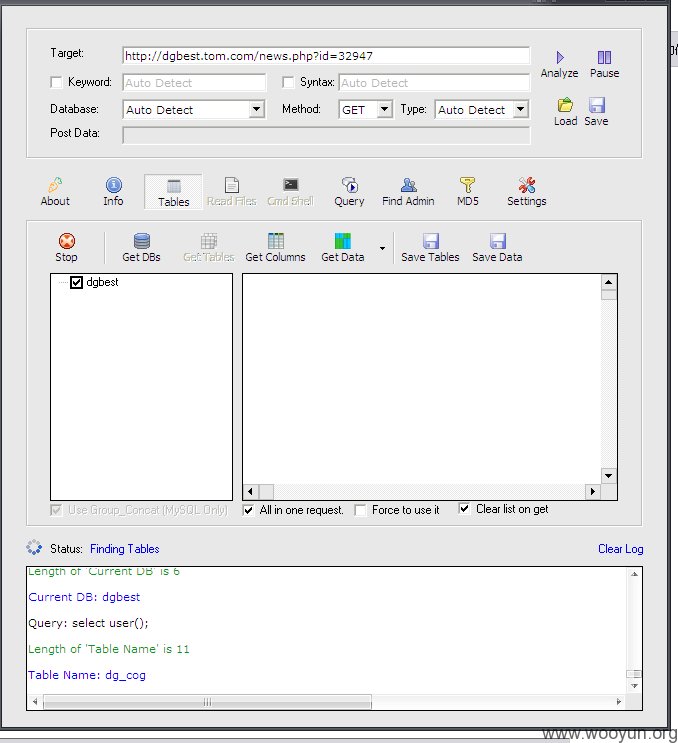 Target: http://dgbest.tom.com/news.php?id=32947
Keyword: Auto Detect Syntax: Auto Detect
Analyze Pause
Database: Auto Detect Method: GET Type: Auto Detect
Load Save
Post Data:
About Info Tables Read Files Cmd Shell Query Find Admin MD5 Settings
Stop Get DBs Get Tables Get Columns Get Data Save Tables Save Data
dgbest
Use Group_Concat (MySQL Only) All in one request. Force to use it Clear list on get
Status: Finding Tables Clear Log
Length of 'Current DB' is 6
Current DB: dgbest
Query: select user();
Length of 'Table Name' is 11
Table Name: dg_cog
www.wooyun.org